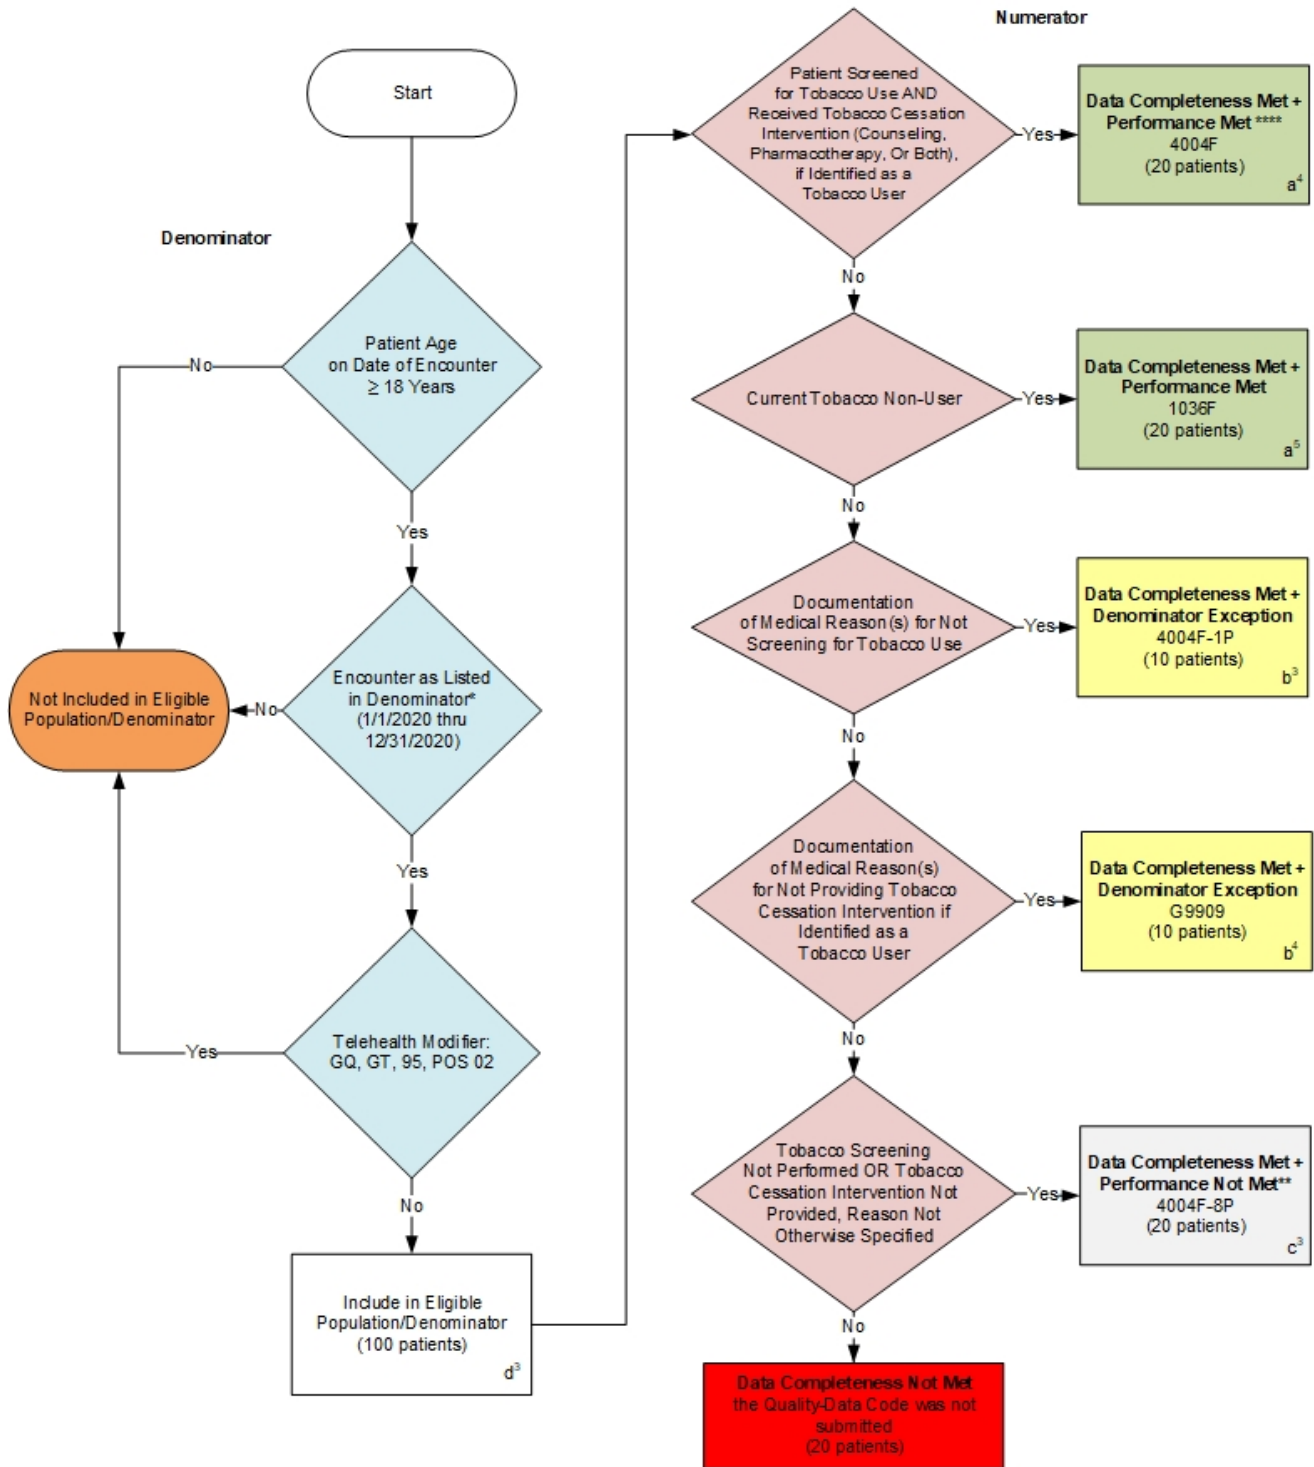 Start
Denominator
Patient Age
on Date of Encounter
≥ 18 Years
No
Yes
Encounter as Listed
in Denominator*
(1/1/2020 thru
12/31/2020)
No
Not Included in Eligible
Population/Denominator
Yes
Telehealth Modifier:
GQ, GT, 95, POS 02
Yes
No
Include in Eligible
Population/Denominator
(100 patients)
d³
Numerator
Patient Screened
for Tobacco Use AND
Received Tobacco Cessation
Intervention (Counseling,
Pharmacotherapy, Or Both),
if Identified as a
Tobacco User
Yes
Data Completeness Met +
Performance Met ****
4004F
(20 patients)
a⁴
No
Current Tobacco Non-User
Yes
Data Completeness Met +
Performance Met
1036F
(20 patients)
a⁵
No
Documentation
of Medical Reason(s) for Not
Screening for Tobacco Use
Yes
Data Completeness Met +
Denominator Exception
4004F-1P
(10 patients)
b³
No
Documentation
of Medical Reason(s)
for Not Providing Tobacco
Cessation Intervention if
Identified as a
Tobacco User
Yes
Data Completeness Met +
Denominator Exception
G9909
(10 patients)
b⁴
No
Tobacco Screening
Not Performed OR Tobacco
Cessation Intervention Not
Provided, Reason Not
Otherwise Specified
Yes
Data Completeness Met +
Performance Not Met**
4004F-8P
(20 patients)
c³
No
Data Completeness Not Met
the Quality-Data Code was not
submitted
(20 patients)